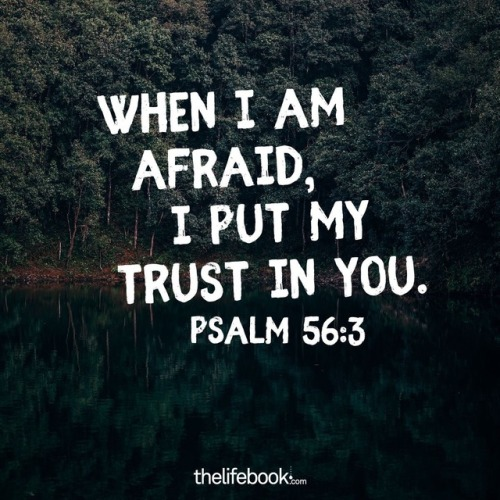 WHEN I AM
AFRAID,
I PUT MY
TRUST IN YOU.
PSALM 56:3
thelifebook.com